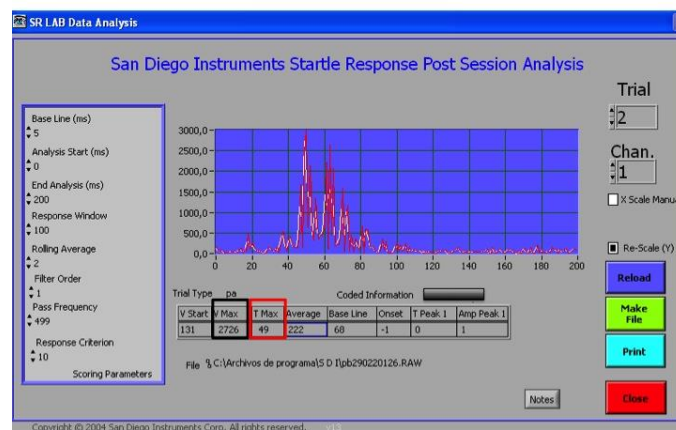 SR LAB Data Analysis
San Diego Instruments Startle Response Post Session Analysis
Trial
2
Chan.
1
X Scale Manu
Re-Scale (Y)
Reload
Make
File
Print
Close
Base Line (ms)
5
Analysis Start (ms)
0
End Analysis (ms)
200
Response Window
100
Rolling Average
2
Filter Order
1
Pass Frequency
499
Response Criterion
10
Scoring Parameters
3000,0
2500,0
2000,0
1500,0
1000,0
500,0
0,0
0 20 40 60 80 100 120 140 160 180 200
Trial Type pa Coded Information
V Start V Max T Max Average Base Line Onset T Peak 1 Amp Peak 1
131 2726 49 222 68 -1 0 1
File % C:\Archivos de programa\S D I\pb290220126.RAW
Notes
Copyright © 2004 San Diego Instruments Corp. All rights reserved.